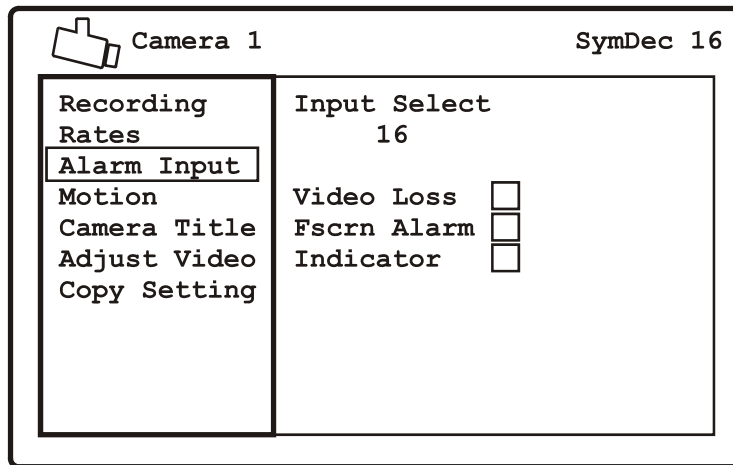 Camera 1 SymDec 16
Recording
Rates
Alarm Input
Motion
Camera Title
Adjust Video
Copy Setting
Input Select
16
Video Loss
Fscrn Alarm
Indicator